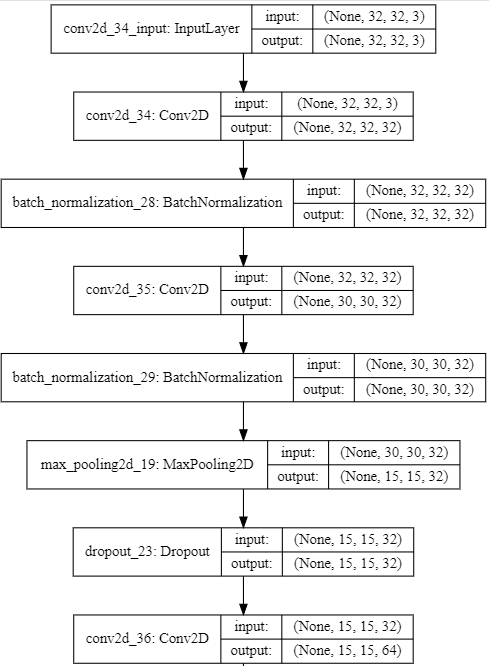 conv2d_34_input: InputLayer
input: (None, 32, 32, 3)
output: (None, 32, 32, 3)
conv2d_34: Conv2D
input: (None, 32, 32, 3)
output: (None, 32, 32, 32)
batch_normalization_28: BatchNormalization
input: (None, 32, 32, 32)
output: (None, 32, 32, 32)
conv2d_35: Conv2D
input: (None, 32, 32, 32)
output: (None, 30, 30, 32)
batch_normalization_29: BatchNormalization
input: (None, 30, 30, 32)
output: (None, 30, 30, 32)
max_pooling2d_19: MaxPooling2D
input: (None, 30, 30, 32)
output: (None, 15, 15, 32)
dropout_23: Dropout
input: (None, 15, 15, 32)
output: (None, 15, 15, 32)
conv2d_36: Conv2D
input: (None, 15, 15, 32)
output: (None, 15, 15, 64)